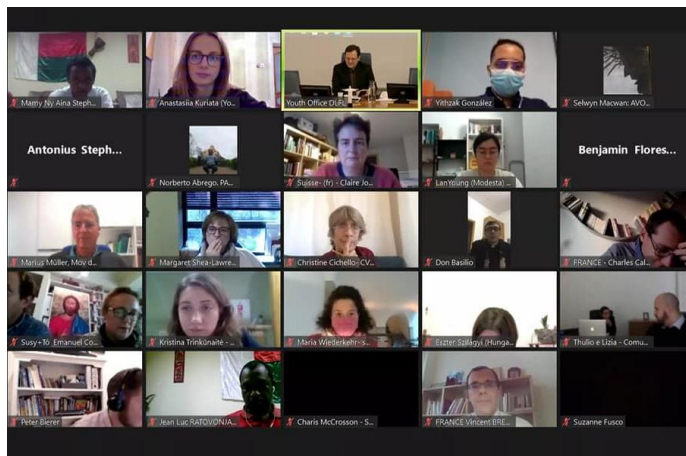 Mamy Ny Aina Steph...
Anastasiia Kuriata (Yo...
Youth Office DLFL
Yithzak González
Selwyn Macwan: AVO...
Antonius Steph...
Norberto Abrego. PA...
Suisse- (fr) - Claire Jo...
LanYoung (Modesta) ...
Benjamin Flores...
Marius Müller, Mov d...
Margaret Shea-Lawre...
Christine Cichello- CV...
Don Basilio
FRANCE - Charles Cal...
Susy+Tó Emanuel Co...
Kristina Trinkūnaitė - ...
Maria Wiederkehr- s...
Eszter Szilágyi (Hunga...
Thulio e Lizia - Comu...
Peter Bierer
Jean Luc RATOVONJA...
Charis McCrosson - S...
FRANCE Vincent BRE...
Suzanne Fusco